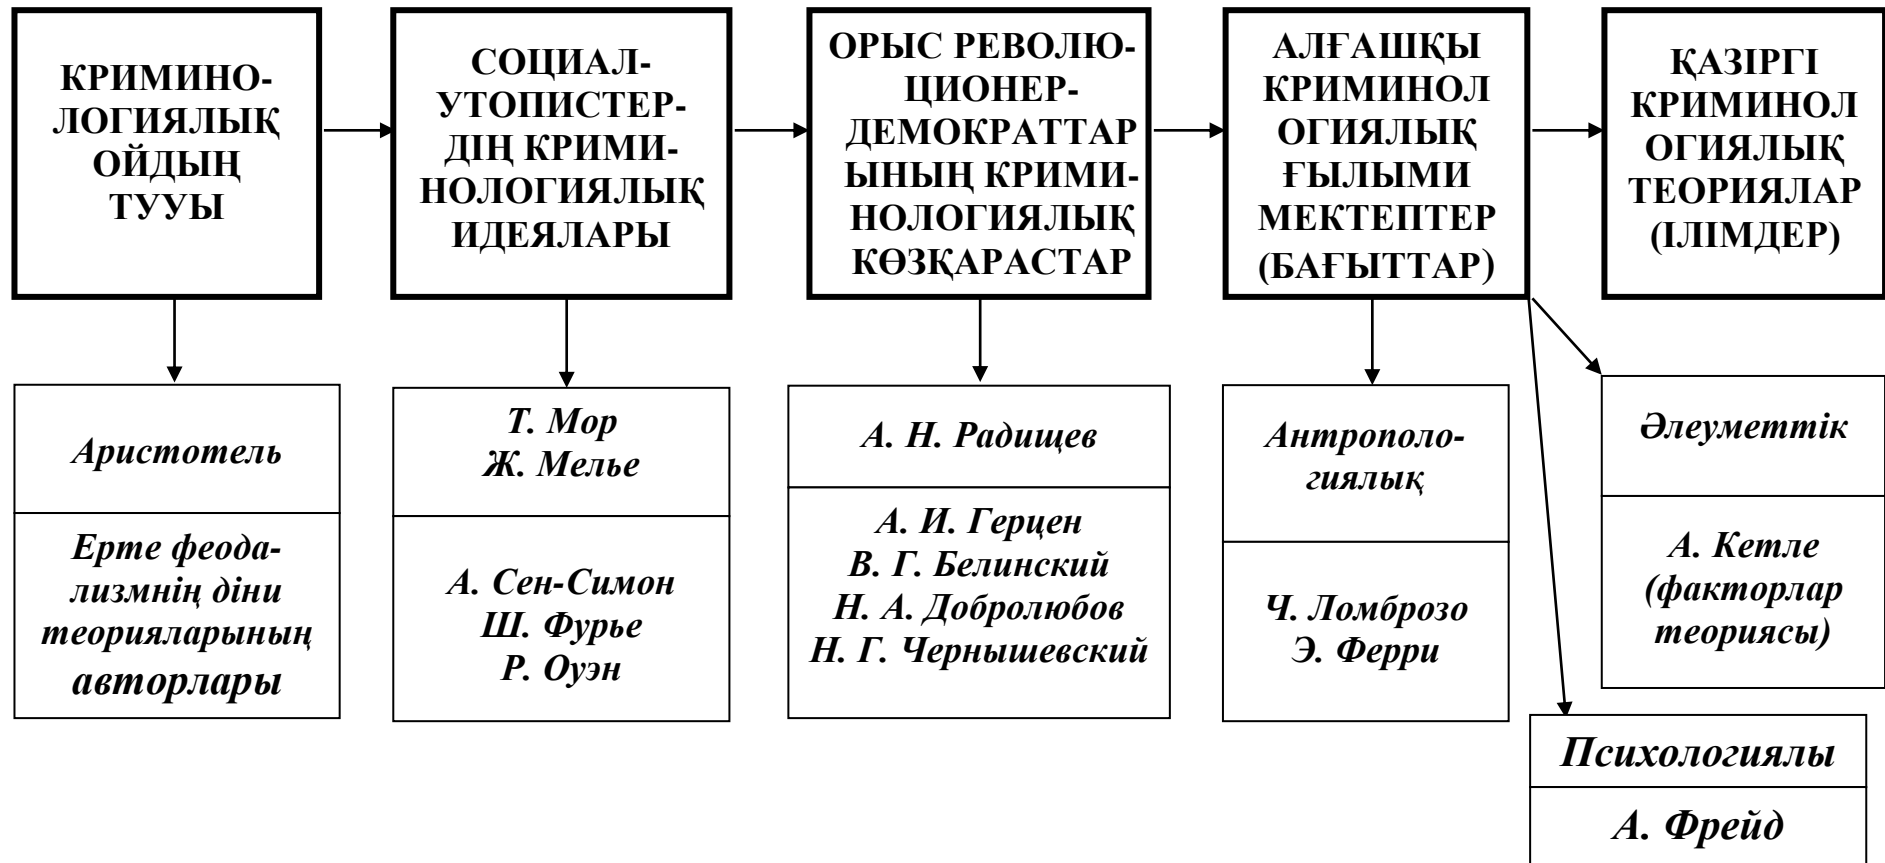 КРИМИНО-
ЛОГИЯЛЫҚ
ОЙДЫҢ
ТУУЫ
СОЦИАЛ-
УТОПИСТЕР-
ДІҢ КРИМИ-
НОЛОГИЯЛЫҚ
ИДЕЯЛАРЫ
ОРЫС РЕВОЛЮ-
ЦИОНЕР-
ДЕМОКРАТТАР
ЫНЫҢ КРИМИ-
НОЛОГИЯЛЫҚ
КӨЗҚАРАСТАР
АЛҒАШҚЫ
КРИМИНОЛ
ОГИЯЛЫҚ
ҒЫЛЫМИ
МЕКТЕПТЕР
(БАҒЫТТАР)
ҚАЗІРГІ
КРИМИНОЛ
ОГИЯЛЫҚ
ТЕОРИЯЛАР
(ІЛІМДЕР)
Аристотель
Ерте феода-
лизмнің діни
теорияларының
авторлары
Т. Мор
Ж. Мелье
А. Сен-Симон
Ш. Фурье
Р. Оуэн
А. Н. Радищев
А. И. Герцен
В. Г. Белинский
Н. А. Добролюбов
Н. Г. Чернышевский
Антрополо-
гиялық
Ч. Ломброзо
Э. Ферри
Әлеуметтік
А. Кетле
(факторлар
теориясы)
Психологиялы
А. Фрейд